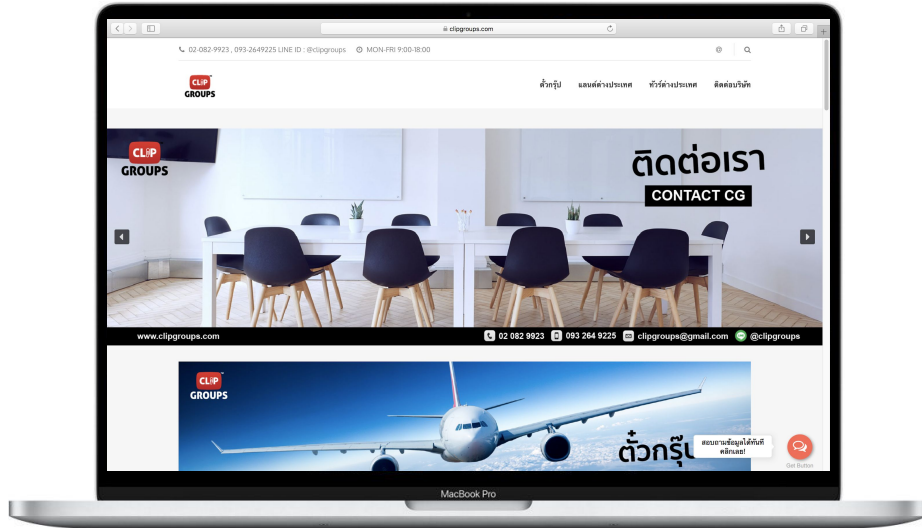 clipgroups.com
02-082-9923 , 093-2649225 LINE ID : @clipgroups MON-FRI 9:00-18:00 @
CLiP
GROUPS
ตั๋วกรุ๊ป แลนด์ต่างประเทศ ทัวร์ต่างประเทศ ติดต่อบริษัท
CLiP
GROUPS
ติดต่อเรา
CONTACT CG
www.clipgroups.com 02 082 9923 093 264 9225 clipgroups@gmail.com @clipgroups
CLiP
GROUPS
ตั๋วกรุ๊ป
สอบถามข้อมูลได้ทันที
คลิกเลย!
Get Button
MacBook Pro